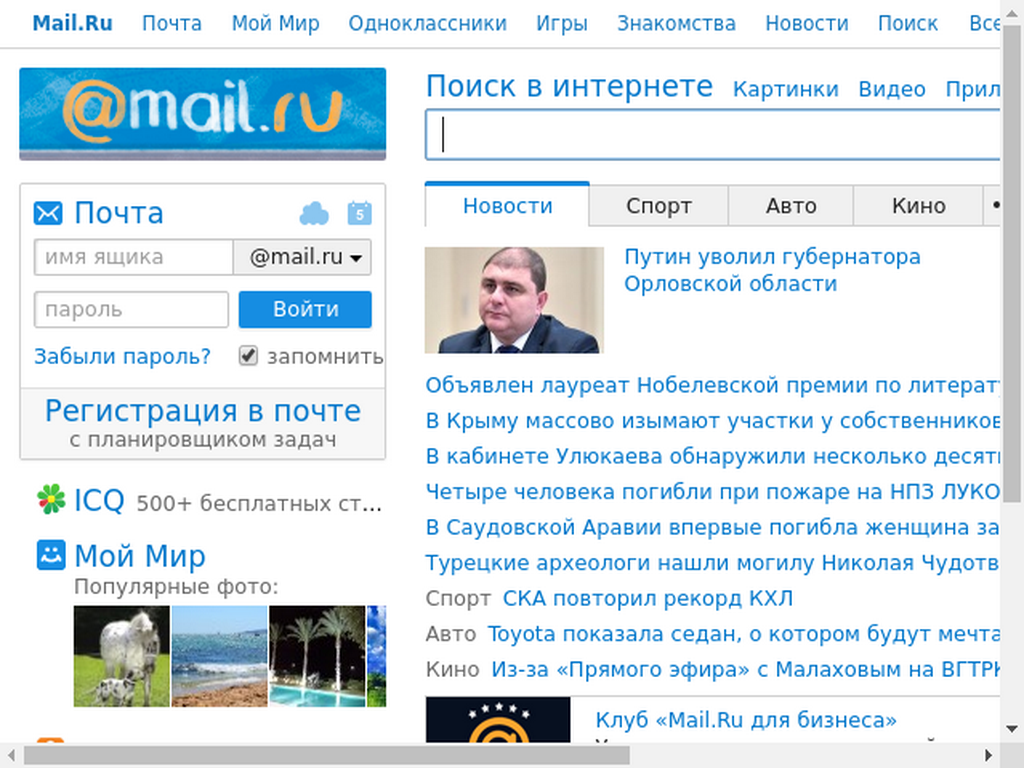 Mail.Ru Почта Мой Мир Одноклассники Игры Знакомства Новости Поиск Все
@mail.ru
Поиск в интернете Картинки Видео Прил
Почта 5
имя ящика @mail.ru
пароль Войти
Забыли пароль? запомнить
Регистрация в почте
с планировщиком задач
ICQ 500+ бесплатных ст...
Мой Мир
Популярные фото:
Новости Спорт Авто Кино
Путин уволил губернатора
Орловской области
Объявлен лауреат Нобелевской премии по литерат
В Крыму массово изымают участки у собственников
В кабинете Улюкаева обнаружили несколько десят
Четыре человека погибли при пожаре на НПЗ ЛУКО
В Саудовской Аравии впервые погибла женщина за
Турецкие археологи нашли могилу Николая Чудотв
Спорт СКА повторил рекорд КХЛ
Авто Toyota показала седан, о котором будут мечта
Кино Из-за «Прямого эфира» с Малаховым на ВГТРК
Клуб «Mail.Ru для бизнеса»